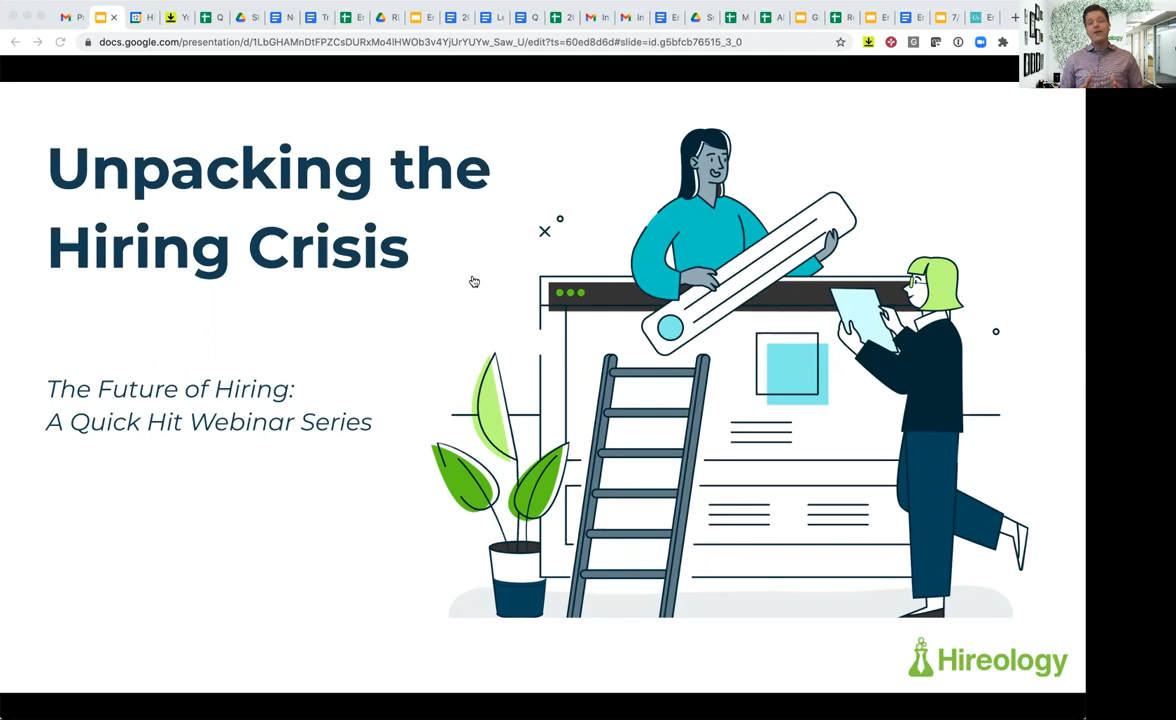 docs.google.com/presentation/d/1LbGHAMnDtFPZCsDURxMo4lHWOb3v4YjUrYUYw_Saw_U/edit?ts=60ed8d6d#slide=id.g5bfcb76515_3_0
Unpacking the
Hiring Crisis
The Future of Hiring:
A Quick Hit Webinar Series
Hireology